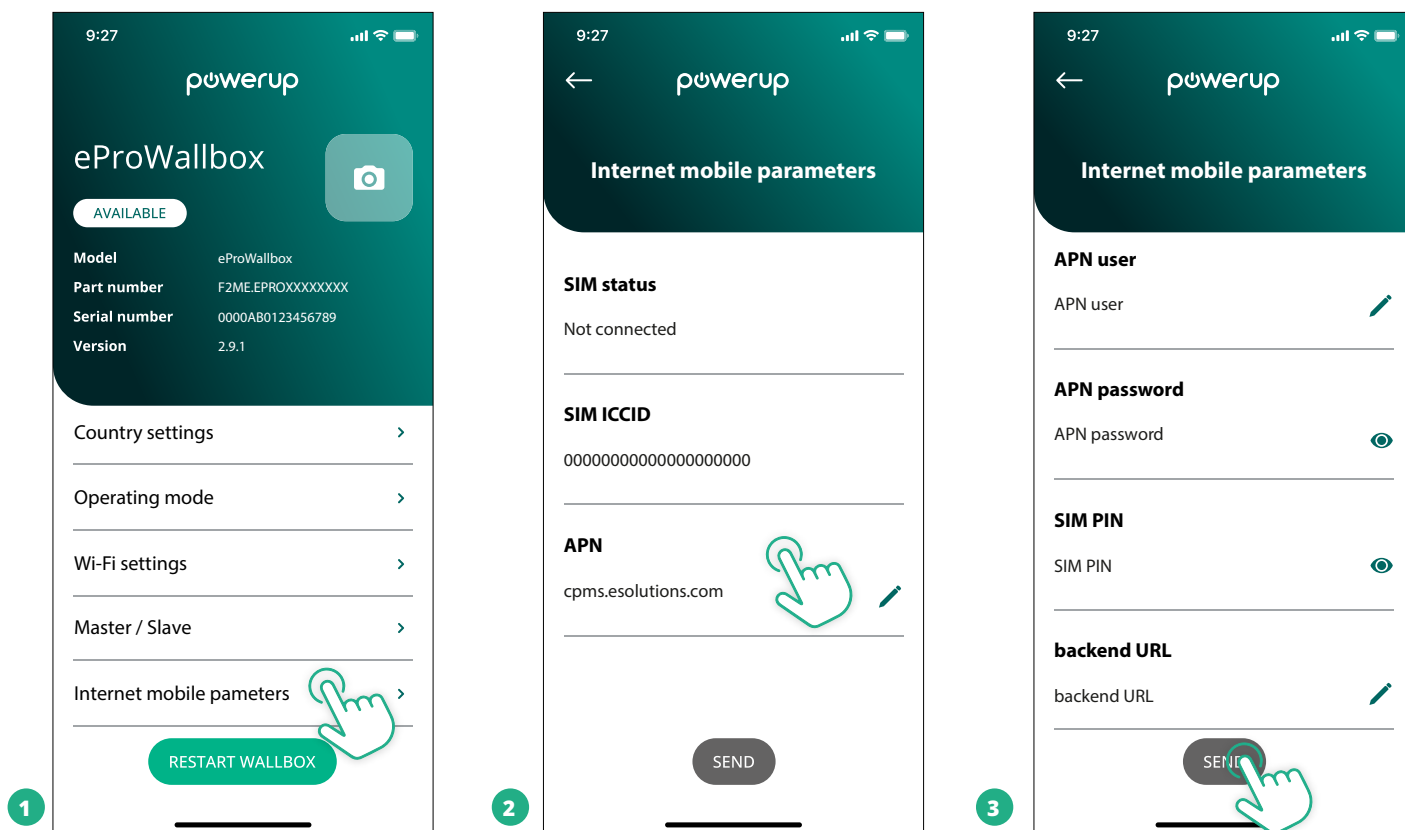 9:27
powerup
eProWallbox
AVAILABLE
Model eProWallbox
Part number F2ME.EPROXXXXXXXX
Serial number 0000AB0123456789
Version 2.9.1
Country settings
Operating mode
Wi-Fi settings
Master / Slave
Internet mobile pameters
RESTART WALLBOX
1
9:27
powerup
Internet mobile parameters
SIM status
Not connected
SIM ICCID
00000000000000000000
APN
cpms.esolutions.com
SEND
2
9:27
powerup
Internet mobile parameters
APN user
APN user
APN password
APN password
SIM PIN
SIM PIN
backend URL
backend URL
SEND
3